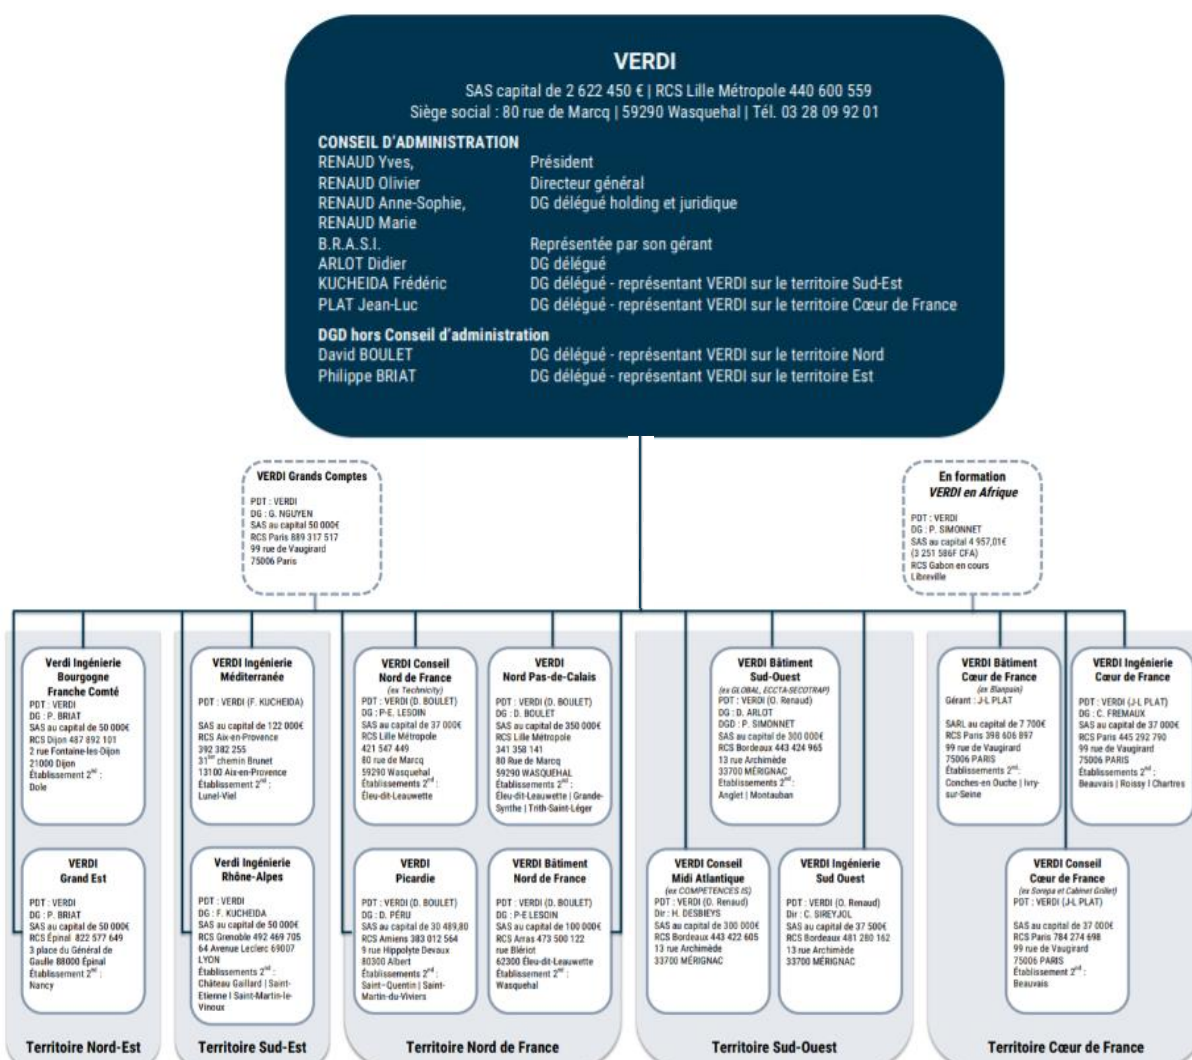 VERDI
SAS capital de 2 622 450 € | RCS Lille Métropole 440 600 559
Siège social : 80 rue de Marcq | 59290 Wasquehal | Tél. 03 28 09 92 01
CONSEIL D'ADMINISTRATION
RENAUD Yves, Président
RENAUD Olivier Directeur général
RENAUD Anne-Sophie, DG délégué holding et juridique
RENAUD Marie
B.R.A.S.I. Représentée par son gérant
ARLOT Didier DG délégué
KUCHEIDA Frédéric DG délégué - représentant VERDI sur le territoire Sud-Est
PLAT Jean-Luc DG délégué - représentant VERDI sur le territoire Cœur de France
DGD hors Conseil d'administration
David BOULET DG délégué - représentant VERDI sur le territoire Nord
Philippe BRIAT DG délégué - représentant VERDI sur le territoire Est
VERDI Grands Comptes
PDT : VERDI
DG : G. NGUYEN
SAS au capital 50 000€
RCS Paris 889 317 517
99 rue de Vaugirard
75006 Paris
En formation
VERDI en Afrique
PDT : VERDI
DG : P. SIMONNET
SAS au capital 4 957,01€
(3 251 586F CFA)
RCS Gabon en cours
Libreville
Verdi Ingénierie
Bourgogne
Franche Comté
PDT : VERDI
DG : P. BRIAT
SAS au capital de 50 000€
RCS Dijon 487 892 101
2 rue Fontaine-les-Dijon
21000 Dijon
Établissement 2nd :
Dole
VERDI
Grand Est
PDT : VERDI
DG : P. BRIAT
SAS au capital de 50 000€
RCS Épinal 822 577 649
3 place du Général de
Gaulle 88000 Épinal
Établissement 2nd :
Nancy
Territoire Nord-Est
VERDI Ingénierie
Méditerranée
PDT : VERDI (F. KUCHEIDA)
SAS au capital de 122 000€
RCS Aix-en-Provence
392 382 255
31ter chemin Brunet
13100 Aix-en-Provence
Établissement 2nd :
Lunel-Viel
Verdi Ingénierie
Rhône-Alpes
PDT : VERDI
DG : F. KUCHEIDA
SAS au capital de 50 000€
RCS Grenoble 492 469 705
64 Avenue Leclerc 69007
LYON
Établissements 2nd :
Château Gaillard | Saint-
Etienne | Saint-Martin-le-
Vinoux
Territoire Sud-Est
VERDI Conseil
Nord de France
(ex Technicity)
PDT : VERDI (D. BOULET)
DG : P-E. LESOIN
SAS au capital de 37 000€
RCS Lille Métropole
421 547 449
80 rue de Marcq
59290 Wasquehal
Établissement 2nd :
Éleu-dit-Leauwette
VERDI
Nord Pas-de-Calais
PDT : VERDI (D. BOULET)
DG : D. BOULET
SAS au capital de 350 000€
RCS Lille Métropole
341 358 141
80 Rue de Marcq
59290 WASQUEHAL
Établissements 2nd :
Éleu-dit-Leauwette | Grande-
Synthe | Trith-Saint-Léger
VERDI
Picardie
PDT : VERDI (D. BOULET)
DG : D. PÉRU
SAS au capital de 30 489,80
RCS Amiens 383 012 564
9 rue Hippolyte Devaux
80300 Albert
Établissements 2nd :
Saint–Quentin | Saint-
Martin-du-Viviers
VERDI Bâtiment
Nord de France
PDT : VERDI (D. BOULET)
DG : P-E LESOIN
SAS au capital de 100 000€
RCS Arras 473 500 122
rue Blériot
62300 Éleu-dit-Leauwette
Établissement 2nd :
Wasquehal
Territoire Nord de France
VERDI Bâtiment
Sud-Ouest
(ex GLOBAL, ECCTA-SECOTRAP)
PDT : VERDI (O. Renaud)
DG : D. ARLOT
DGD : P. SIMONNET
SAS au capital de 300 000€
RCS Bordeaux 443 424 965
13 rue Archimède
33700 MÉRIGNAC
Etablissements 2nd :
Anglet | Montauban
VERDI Conseil
Midi Atlantique
(ex COMPETENCES IS)
PDT : VERDI (O. Renaud)
Dir : H. DESBIEYS
SAS au capital de 300 000€
RCS Bordeaux 443 422 605
13 rue Archimède
33700 MÉRIGNAC
VERDI Ingénierie
Sud Ouest
PDT : VERDI (O. Renaud)
Dir : C. SIREYJOL
SAS au capital de 37 500€
RCS Bordeaux 481 280 162
13 rue Archimède
33700 MÉRIGNAC
Territoire Sud-Ouest
VERDI Bâtiment
Cœur de France
(ex Blanpain)
Gérant : J-L PLAT
SARL au capital de 7 700€
RCS Paris 398 606 897
99 rue de Vaugirard
75006 PARIS
Établissements 2nd:
Conches-en Ouche | Ivry-
sur-Seine
VERDI Ingénierie
Cœur de France
PDT : VERDI (J-L PLAT)
DG : C. FREMAUX
SAS au capital de 37 000€
RCS Paris 445 292 790
99 rue de Vaugirard
75006 PARIS
Établissements 2nd :
Beauvais | Roissy | Chartres
VERDI Conseil
Cœur de France
(ex Sorepa et Cabinet Grillet)
PDT : VERDI (J-L PLAT)
SAS au capital de 37 000€
RCS Paris 784 274 698
99 rue de Vaugirard
75006 PARIS
Établissement 2nd :
Beauvais
Territoire Cœur de France